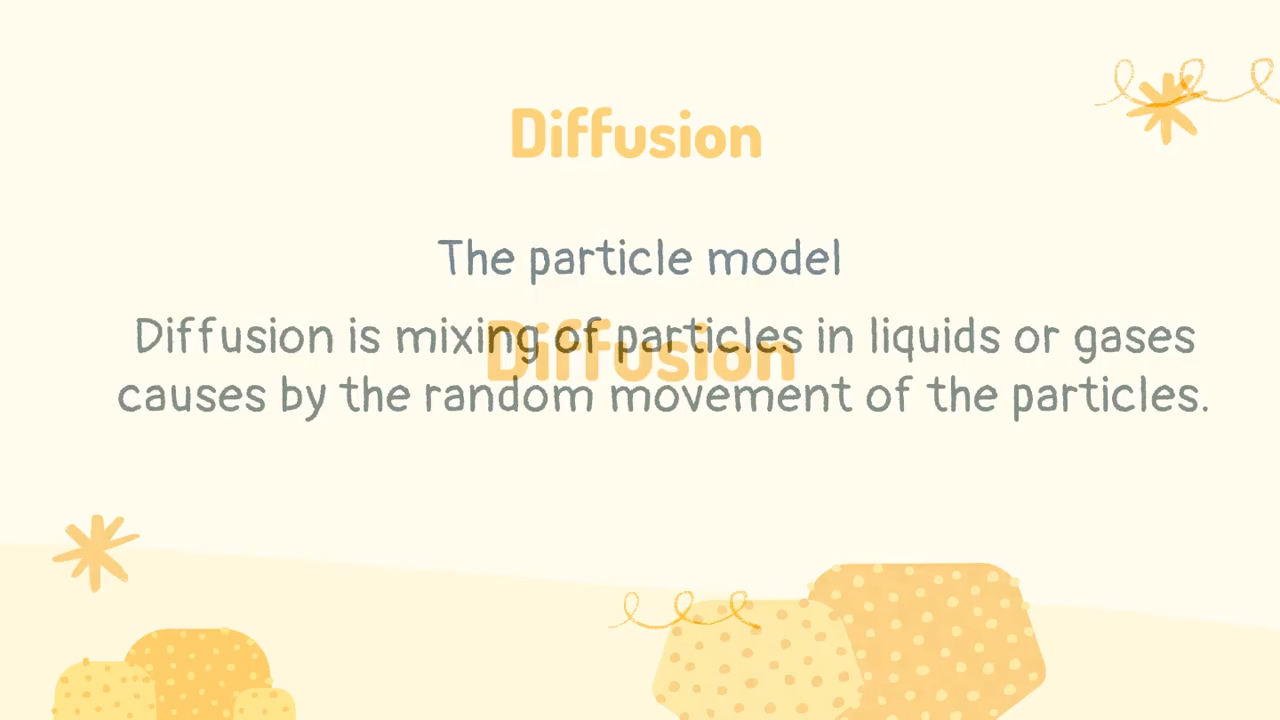 Diffusion
The particle model
Diffusion is mixing of particles in liquids or gases
Diffusion
causes by the random movement of the particles.